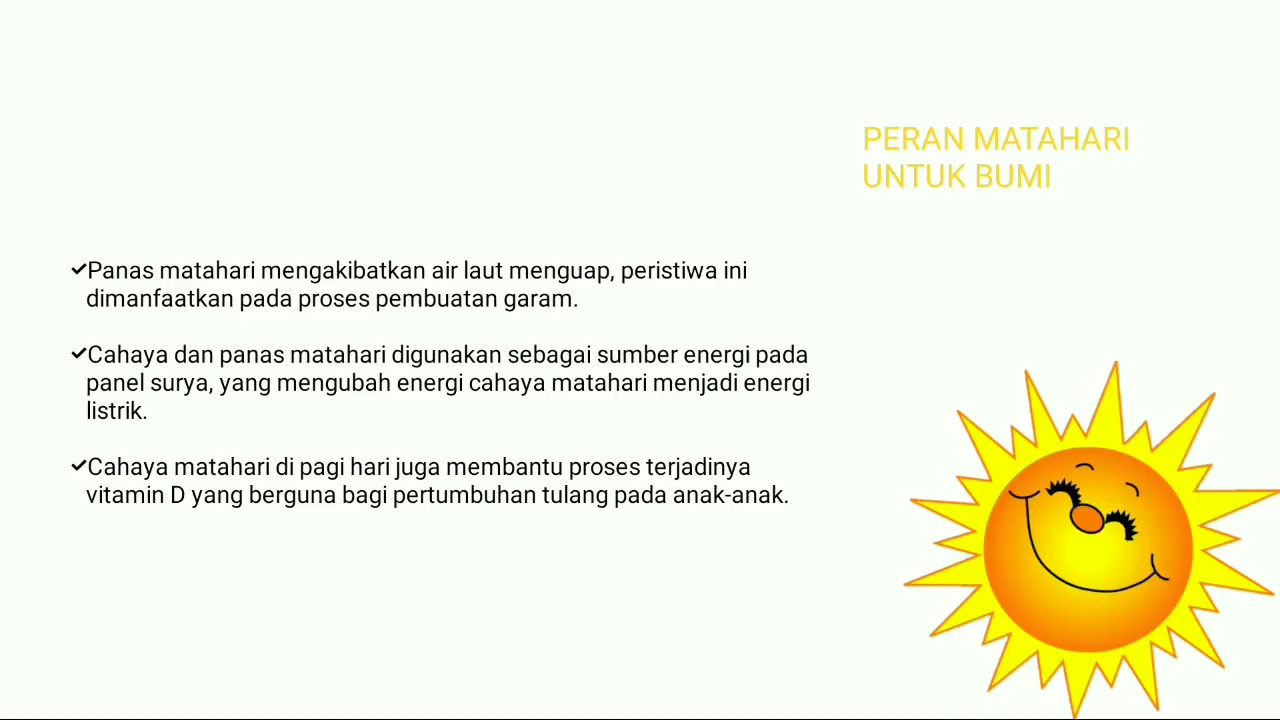 PERAN MATAHARI
UNTUK BUMI
✓Panas matahari mengakibatkan air laut menguap, peristiwa ini
dimanfaatkan pada proses pembuatan garam.
✓Cahaya dan panas matahari digunakan sebagai sumber energi pada
panel surya, yang mengubah energi cahaya matahari menjadi energi
listrik.
✓Cahaya matahari di pagi hari juga membantu proses terjadinya
vitamin D yang berguna bagi pertumbuhan tulang pada anak-anak.